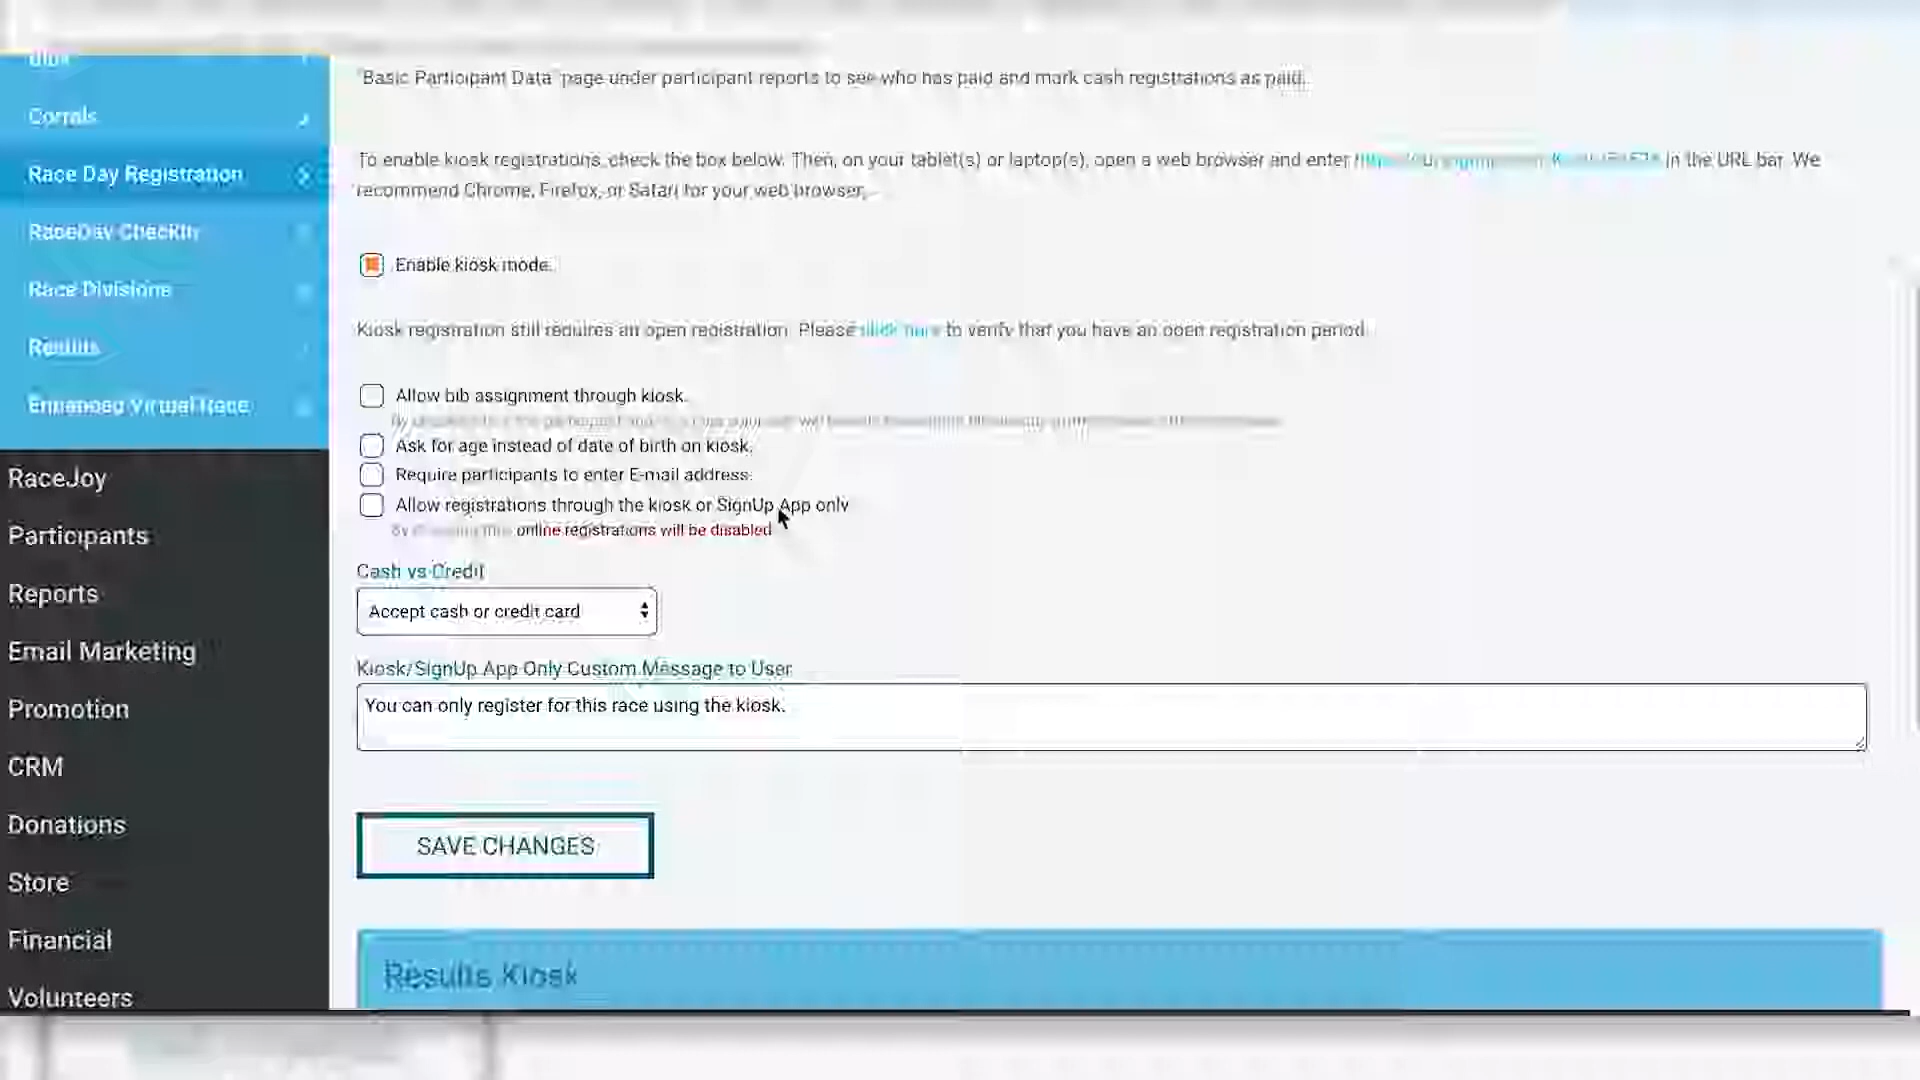 Corrals
Race Day Registration
RaceDay CheckIn
Race Divisions
Results
Enhanced Virtual Race
RaceJoy
Participants
Reports
Email Marketing
Promotion
CRM
Donations
Store
Financial
Volunteers
"Basic Participant Data" page under participant reports to see who has paid and mark cash registrations as paid.
To enable kiosk registrations, check the box below. Then, on your tablet(s) or laptop(s), open a web browser and enter in the URL bar. We
recommend Chrome, Firefox, or Safari for your web browser.
Enable kiosk mode.
Kiosk registration still requires an open registration. Please click here to verify that you have an open registration period.
Allow bib assignment through kiosk.
Ask for age instead of date of birth on kiosk.
Require participants to enter E-mail address.
Allow registrations through the kiosk or SignUp App only
online registrations will be disabled
Cash vs Credit
Accept cash or credit card
Kiosk/SignUp App Only Custom Message to User
You can only register for this race using the kiosk.
SAVE CHANGES
Results Kiosk